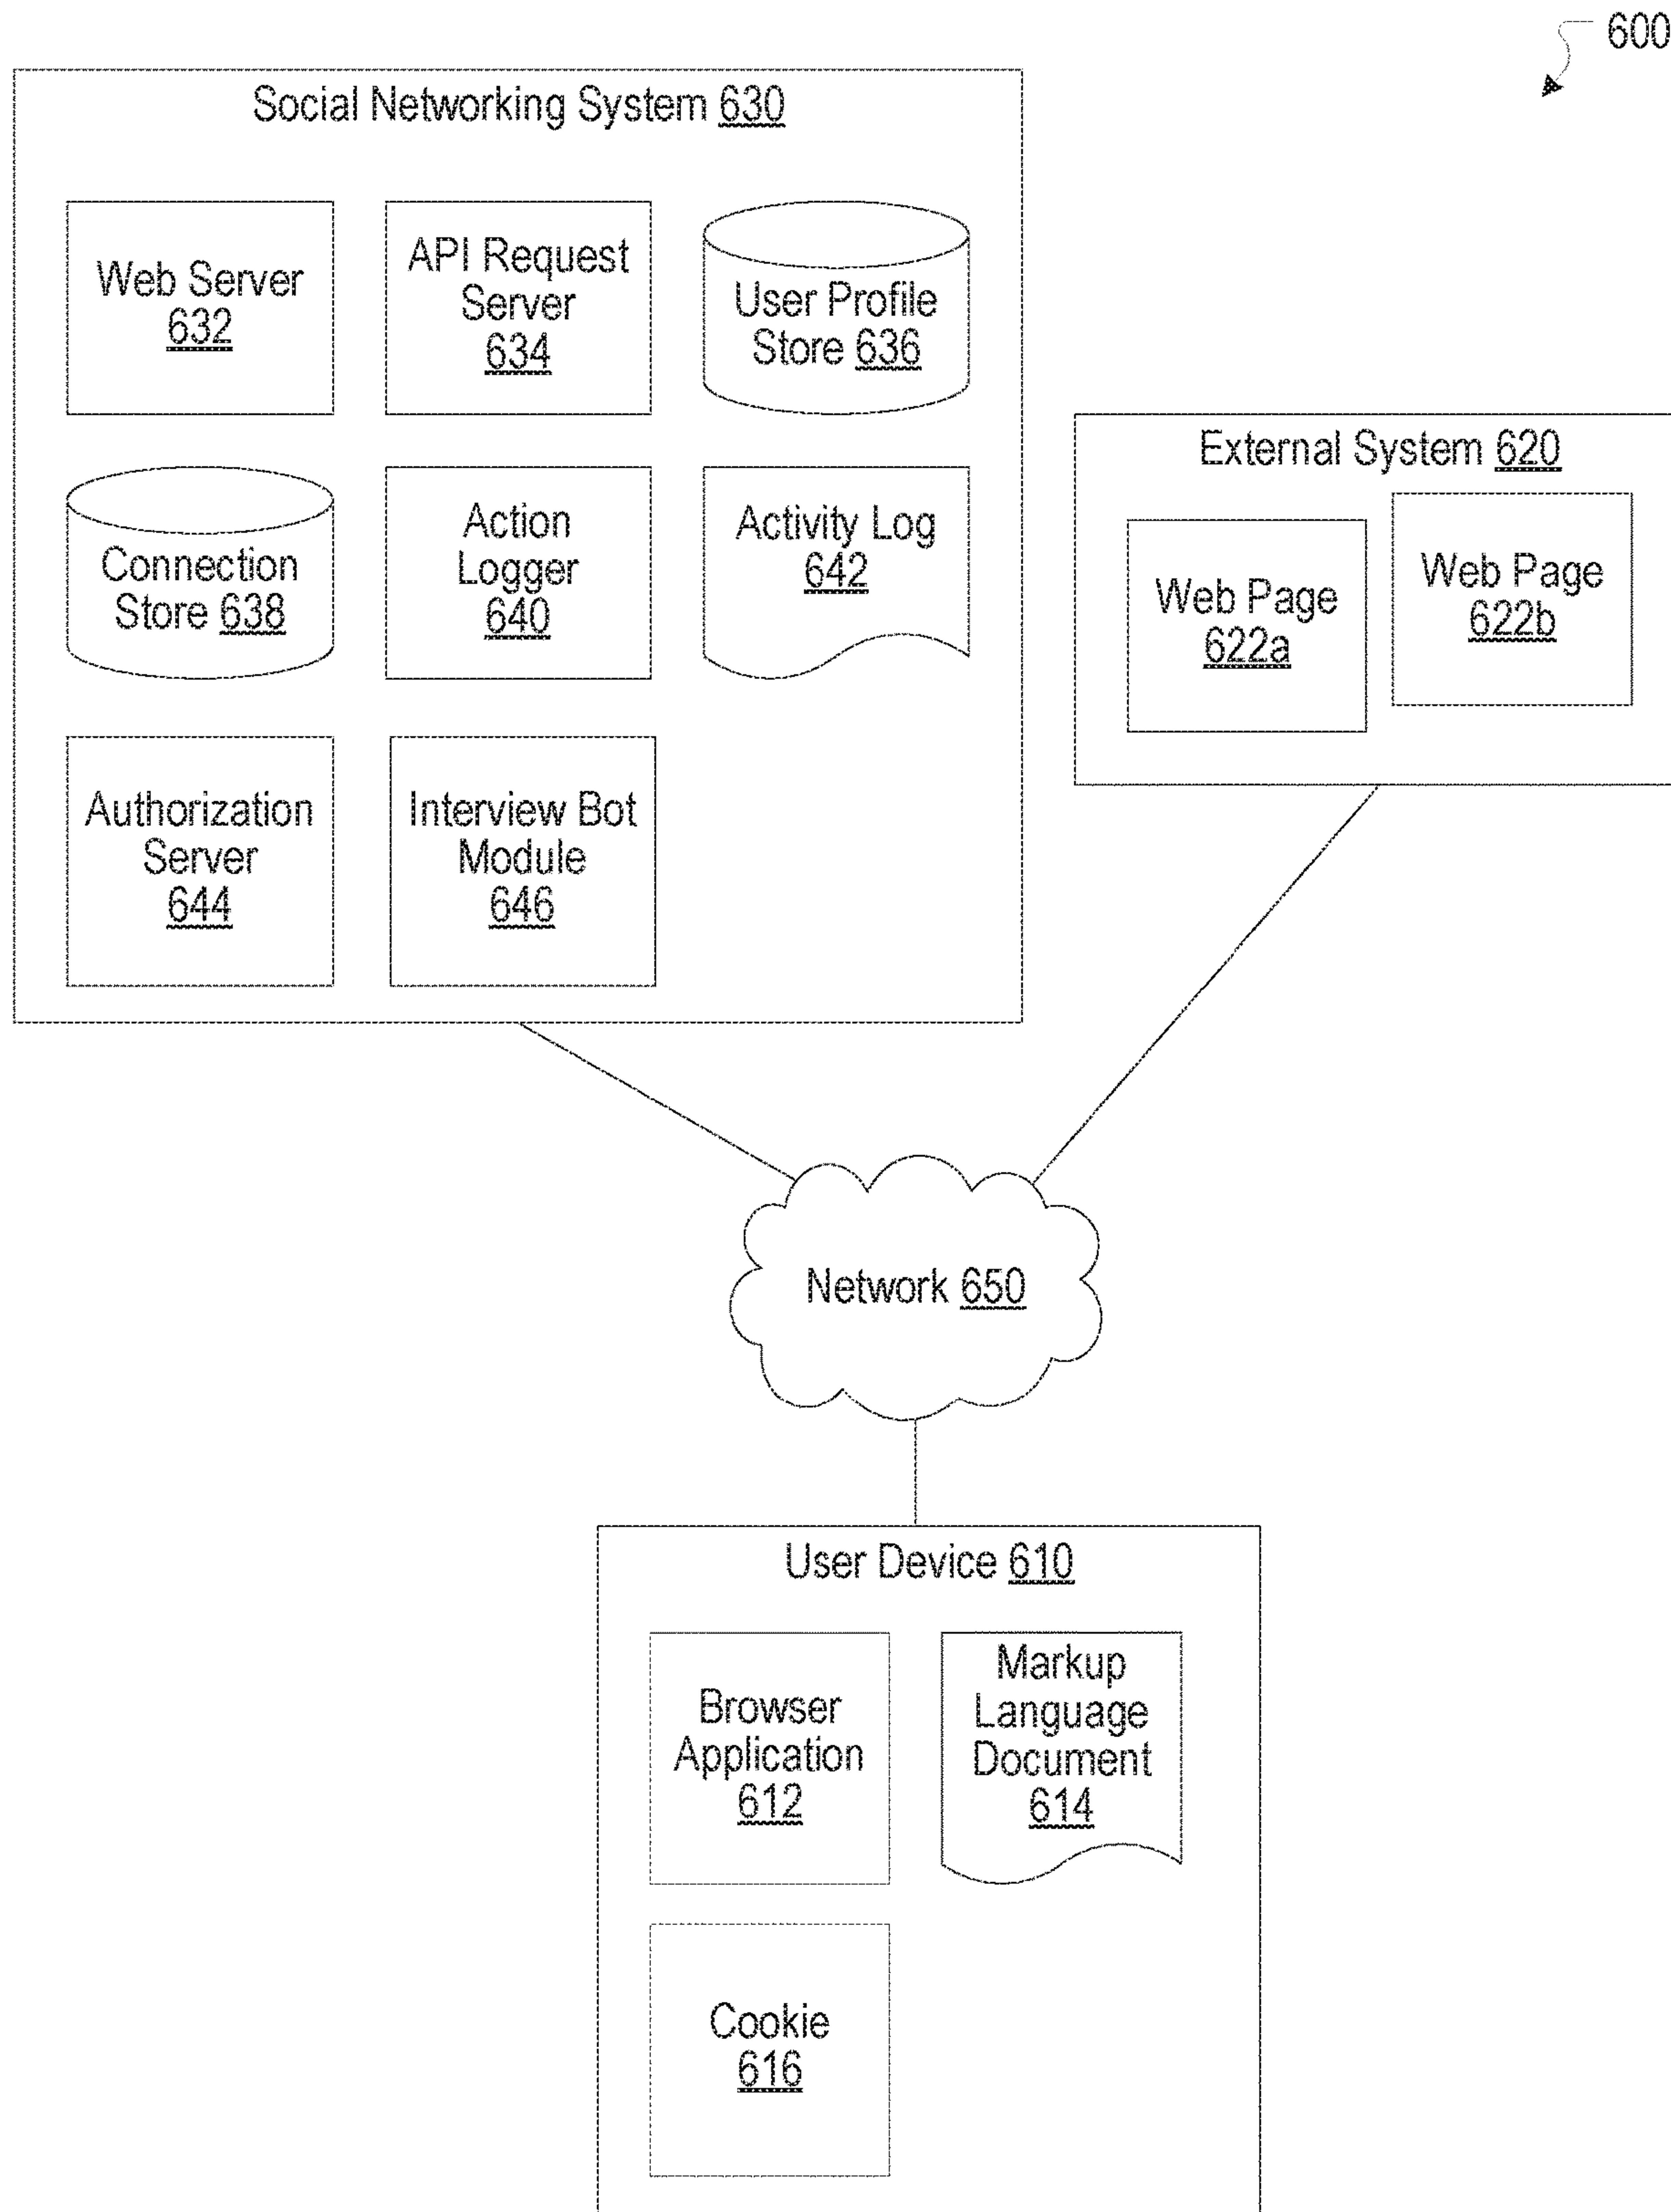 600
Social Networking System 630
Web Server
632
API Request
Server
634
User Profile
Store 636
Connection
Store 638
Action
Logger
640
Activity Log
642
Authorization
Server
644
Interview Bot
Module
646
External System 620
Web Page
622a
Web Page
622b
Network 650
User Device 610
Browser
Application
612
Markup
Language
Document
614
Cookie
616